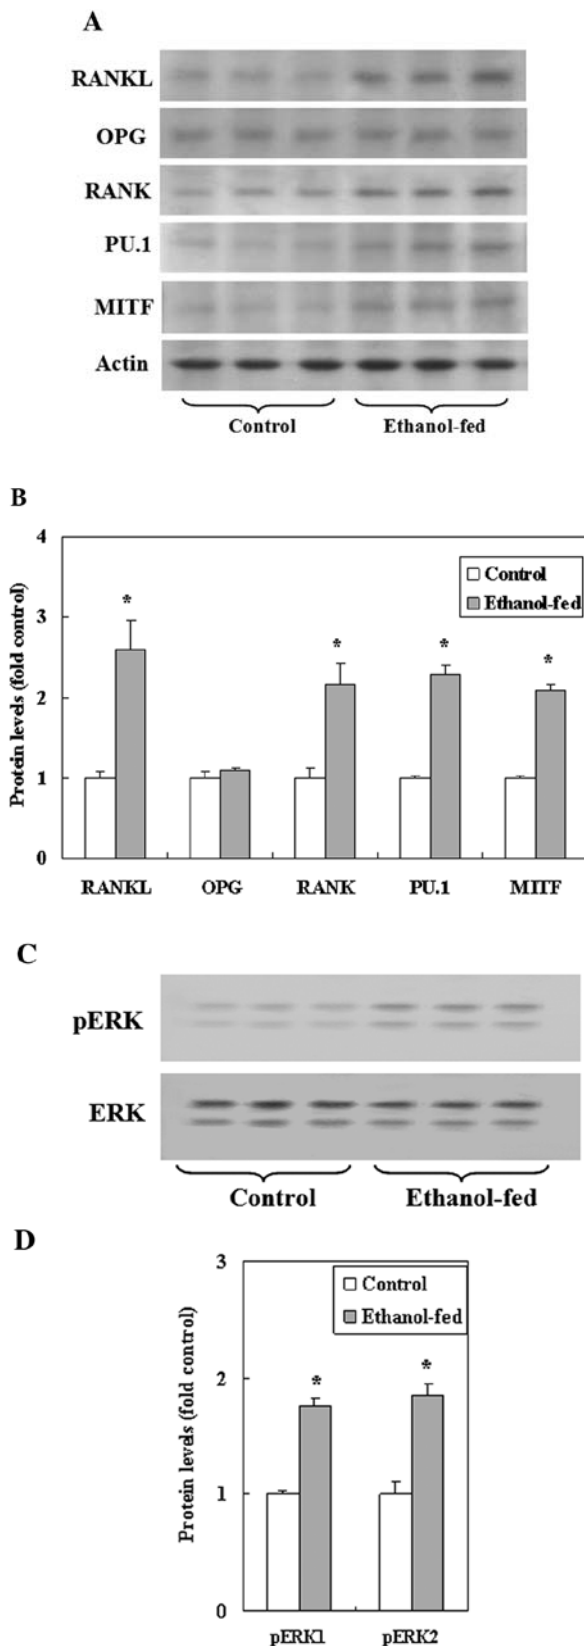 A
RANKL
OPG
RANK
PU.1
MITF
Actin
Control Ethanol-fed
B
Protein levels (fold control)
4
3
2
1
0
Control
Ethanol-fed
*
*
*
*
RANKL OPG RANK PU.1 MITF
C
pERK
ERK
Control Ethanol-fed
D
Protein levels (fold control)
3
2
1
0
Control
Ethanol-fed
*
*
pERK1 pERK2